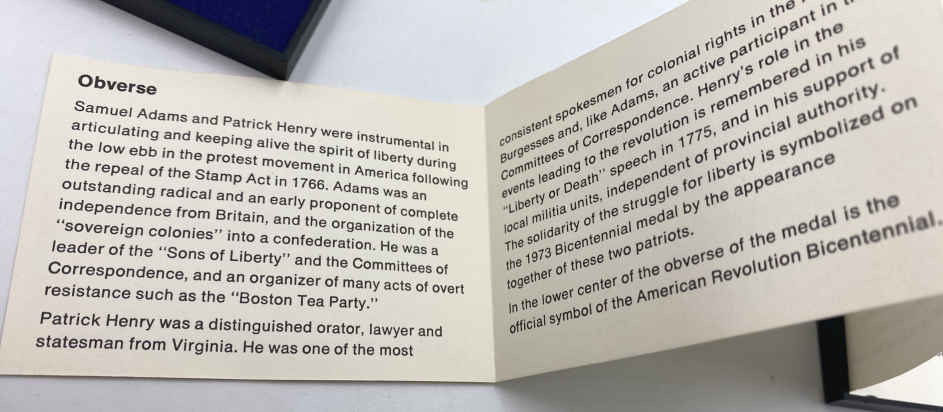 Obverse
Samuel Adams and Patrick Henry were instrumental in
articulating and keeping alive the spirit of liberty during
the low ebb in the protest movement in America following
the repeal of the Stamp Act in 1766. Adams was an
outstanding radical and an early proponent of complete
independence from Britain, and the organization of the
"sovereign colonies" into a confederation. He was a
leader of the "Sons of Liberty" and the Committees of
Correspondence, and an organizer of many acts of overt
resistance such as the "Boston Tea Party."
Patrick Henry was a distinguished orator, lawyer and
statesman from Virginia. He was one of the most
consistent spokesmen for colonial rights in the
Burgesses and, like Adams, an active participant in
Committees of Correspondence. Henry's role in the
events leading to the revolution is remembered in his
"Liberty or Death" speech in 1775, and in his support of
local militia units, independent of provincial authority.
The solidarity of the struggle for liberty is symbolized on
the 1973 Bicentennial medal by the appearance
together of these two patriots.
In the lower center of the obverse of the medal is the
official symbol of the American Revolution Bicentennial.